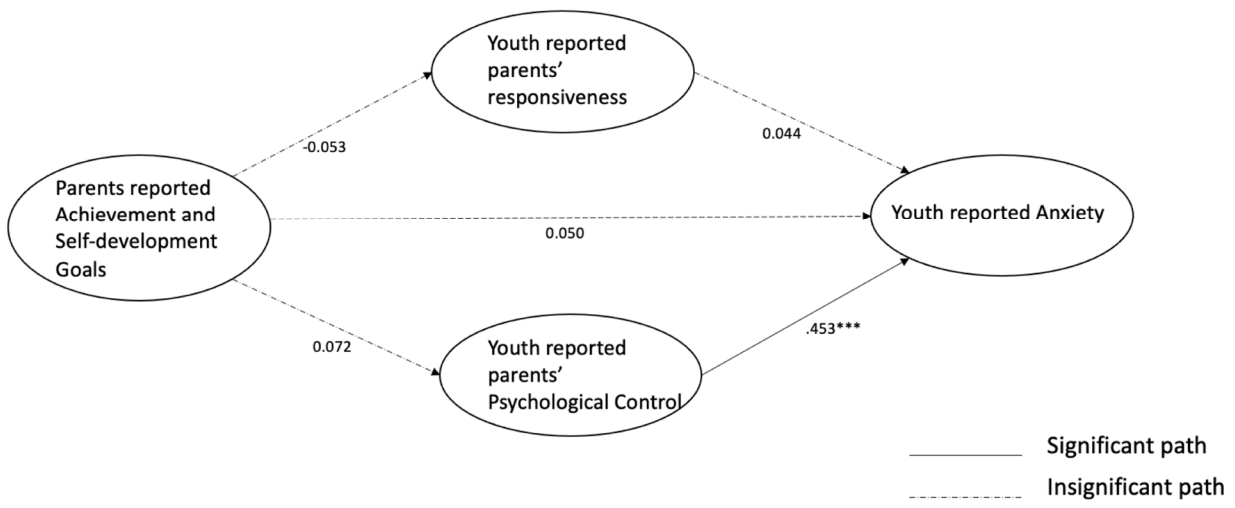 Youth reported
parents'
responsiveness
-0.053
0.044
Parents reported
Achievement and
Self-development
Goals
Youth reported Anxiety
0.050
0.072
.453***
Youth reported
parents'
Psychological Control
Significant path
Insignificant path